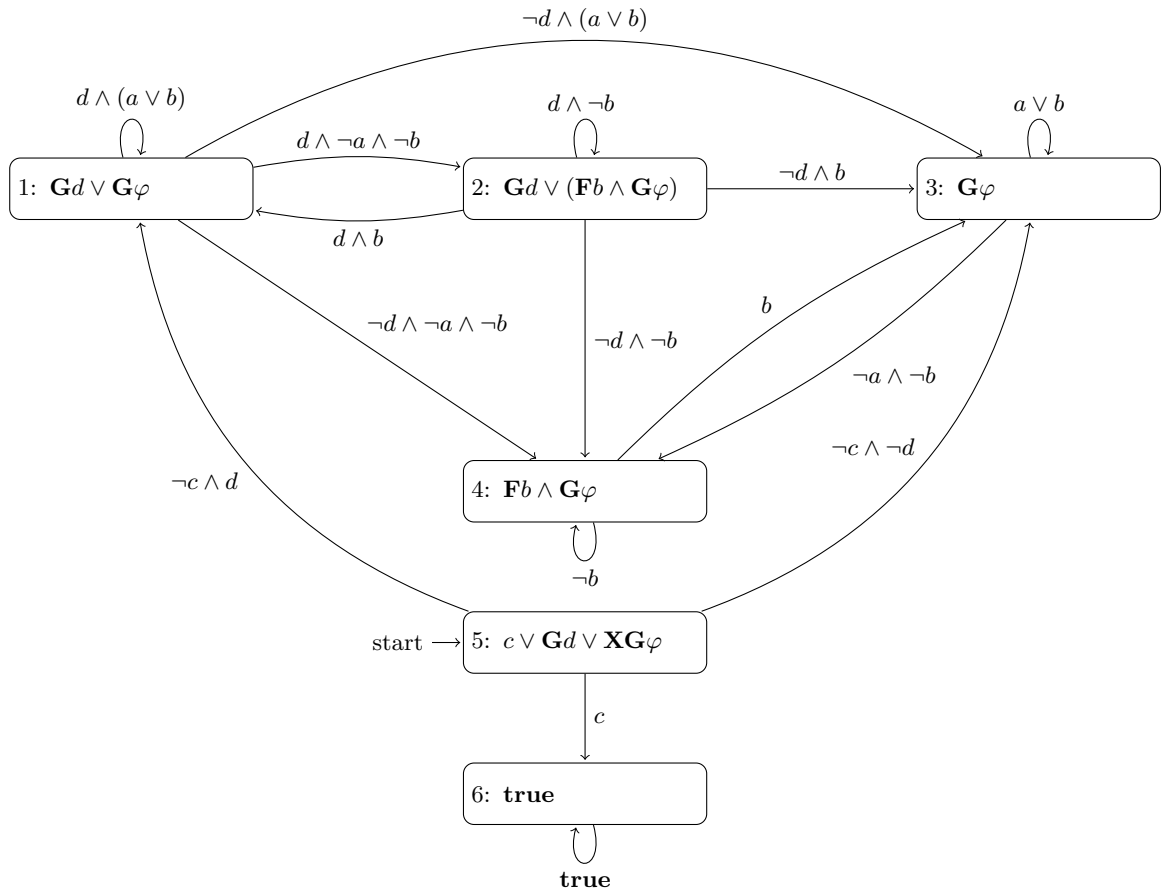 ¬d ∧ (a ∨ b)
d ∧ (a ∨ b)
d ∧ ¬b
a ∨ b
d ∧ ¬a ∧ ¬b
1: Gd ∨ Gφ
2: Gd ∨ (Fb ∧ Gφ)
¬d ∧ b
3: Gφ
d ∧ b
b
¬d ∧ ¬a ∧ ¬b
¬d ∧ ¬b
¬a ∧ ¬b
¬c ∧ ¬d
¬c ∧ d
4: Fb ∧ Gφ
¬b
start
5: c ∨ Gd ∨ XGφ
c
6: true
true